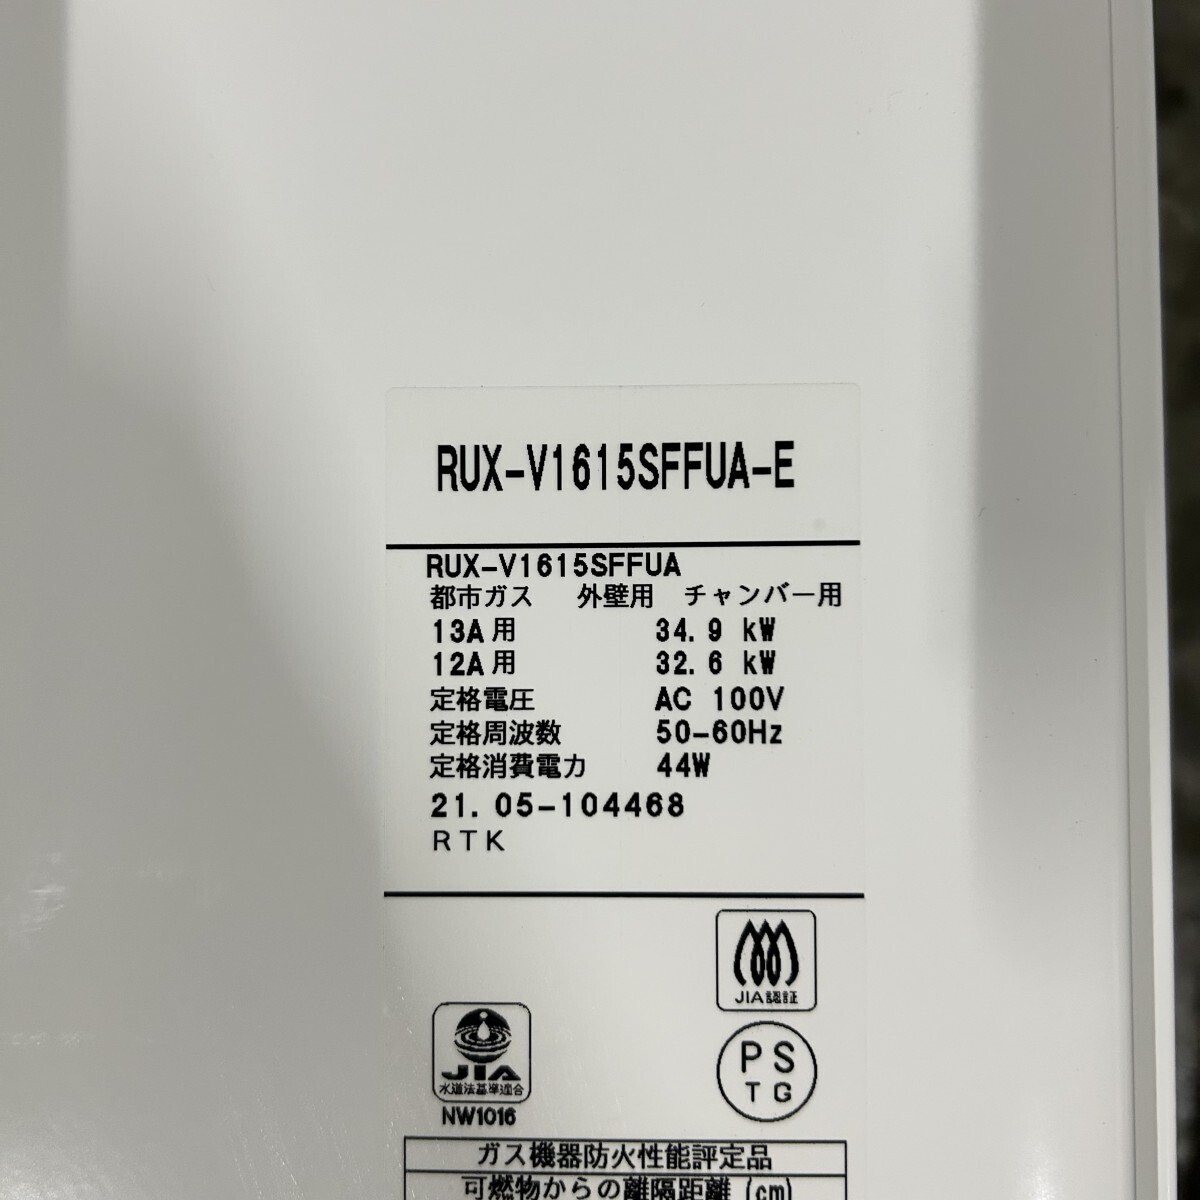 RUX-V1615SFFUA-E
RUX-V1615SFFUA
都市ガス 外壁用 チャンバー用
13A用 34.9 kW
12A用 32.6 kW
定格電圧 AC 100V
定格周波数 50-60Hz
定格消費電力 44W
21.05-104468
RTK
JIA認証
JIA
水道法基準適合
NW1016
PS
TG
ガス機器防火性能評定品
可燃物からの離隔距離 (cm)